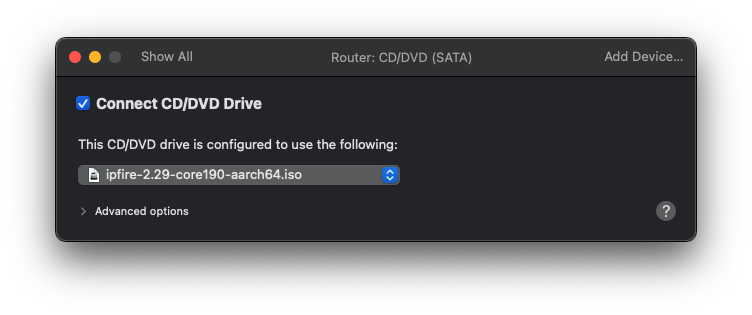 Show All Router: CD/DVD (SATA) Add Device...
Connect CD/DVD Drive
This CD/DVD drive is configured to use the following:
ipfire-2.29-core190-aarch64.iso
Advanced options ?